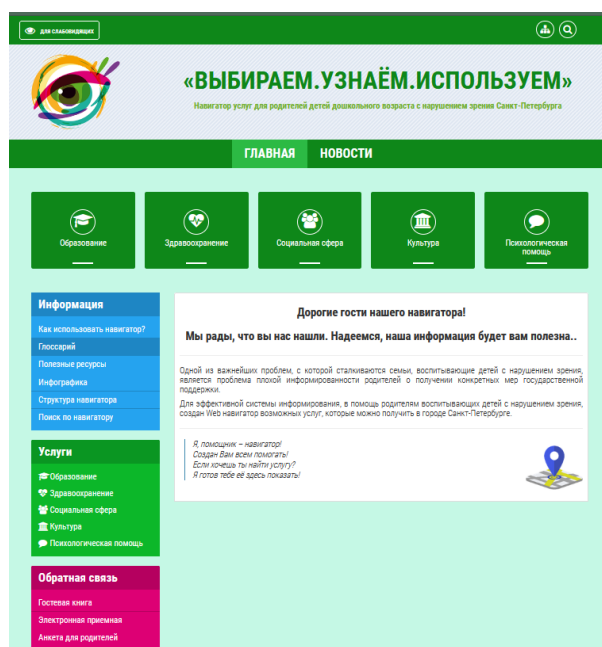 ДЛЯ СЛАБОВИДЯЩИХ
«ВЫБИРАЕМ.УЗНАЁМ.ИСПОЛЬЗУЕМ»
Навигатор услуг для родителей детей дошкольного возраста с нарушением зрения Санкт-Петербурга
ГЛАВНАЯ НОВОСТИ
Образование
Здравоохранение
Социальная сфера
Культура
Психологическая
помощь
Информация
Как использовать навигатор?
Глоссарий
Полезные ресурсы
Инфографика
Структура навигатора
Поиск по навигатору
Услуги
Образование
Здравоохранение
Социальная сфера
Культура
Психологическая помощь
Обратная связь
Гостевая книга
Электронная приемная
Анкета для родителей
Дорогие гости нашего навигатора!
Мы рады, что вы нас нашли. Надеемся, наша информация будет вам полезна..
Одной из важнейших проблем, с которой сталкиваются семьи, воспитывающие детей с нарушением зрения,
является проблема плохой информированности родителей о получении конкретных мер государственной
поддержки.
Для эффективной системы информирования, в помощь родителям воспитывающих детей с нарушением зрения,
создан Web навигатор возможных услуг, которые можно получить в городе Санкт-Петербурге.
Я, помощник – навигатор!
Создан Вам всем помогать!
Если хочешь ты найти услугу?
Я готов тебе её здесь показать!